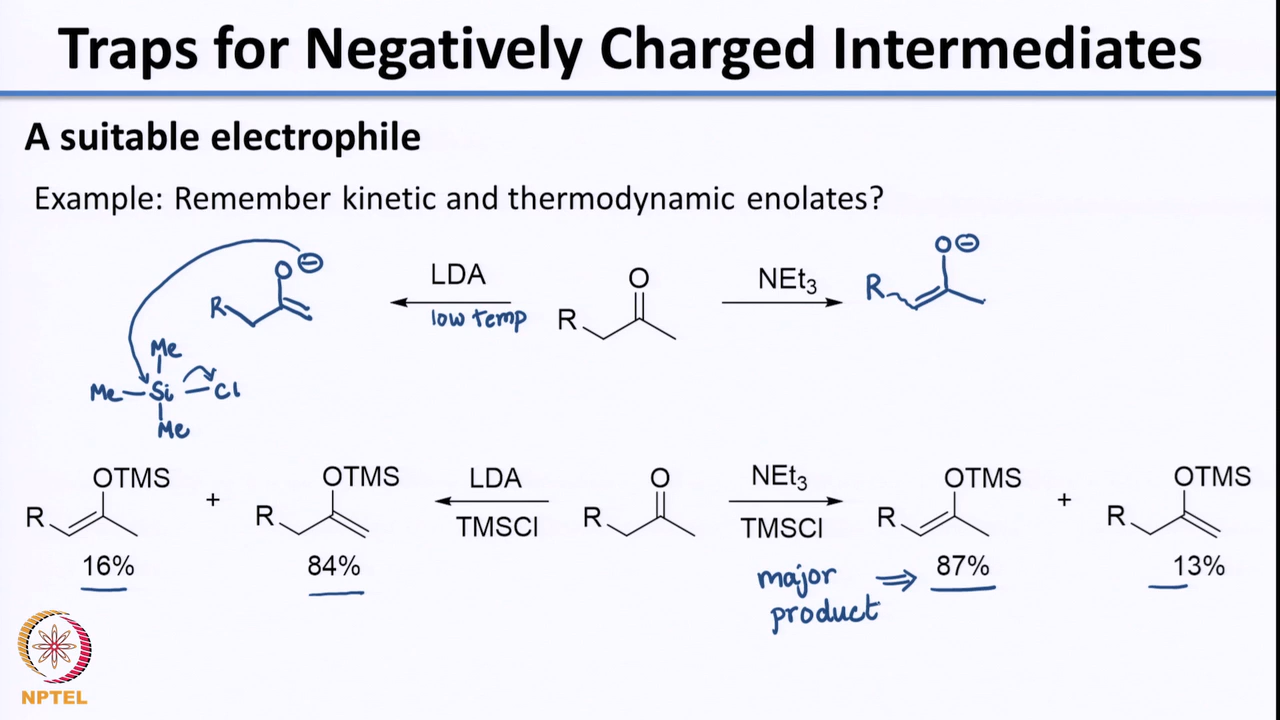 Traps for Negatively Charged Intermediates
A suitable electrophile
Example: Remember kinetic and thermodynamic enolates?
O⊖
R
LDA
low temp
O
R
NEt3
O⊖
R
Me
Me-Si-Cl
Me
OTMS
R
16%
+
OTMS
R
84%
LDA
TMSCl
O
R
NEt3
TMSCl
major
product
OTMS
R
87%
+
OTMS
R
13%
NPTEL